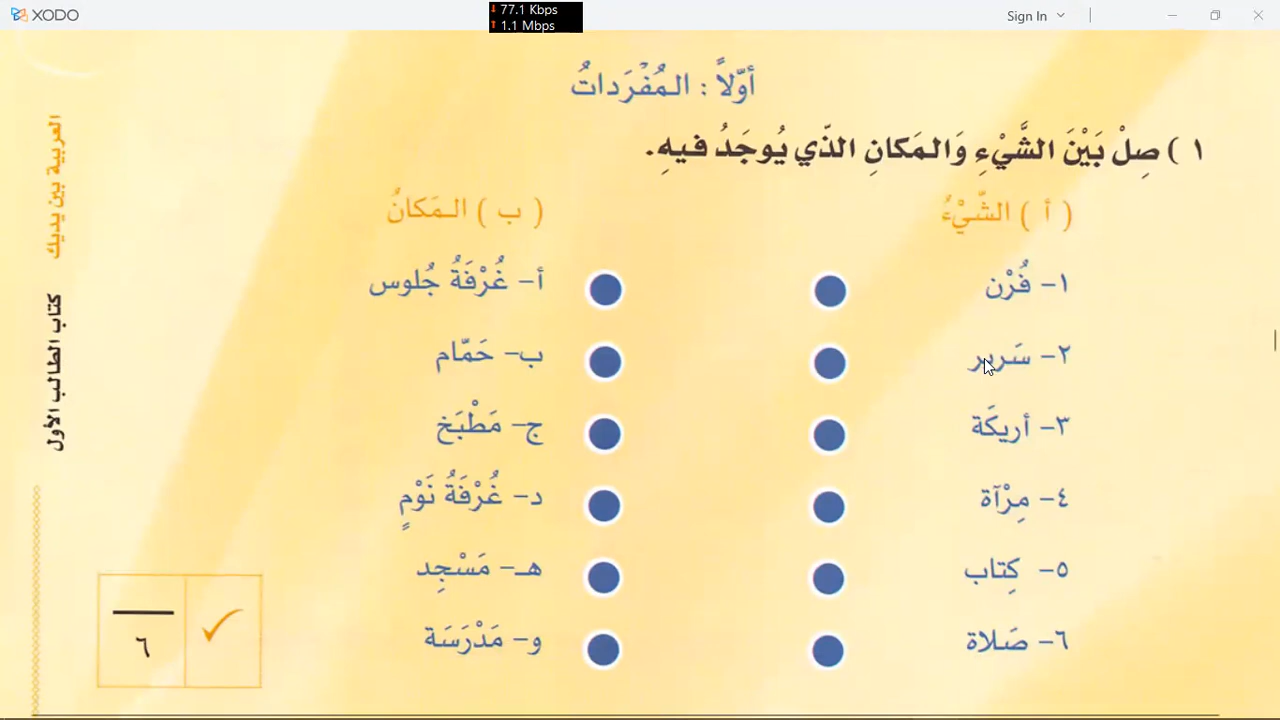 XODO
77.1 Kbps
1.1 Mbps
Sign In
أوّلاً : المُفْرَداتُ
١ ) صِلْ بَيْنَ الشَّيْءِ وَالمَكانِ الذّي يُوجَدُ فيهِ.
( أ ) الشَّيْءُ
( ب ) المَكانُ
١- فُرْن
أ- غُرْفَةُ جُلوس
٢- سَرير
ب- حَمّام
٣- أريكَة
ج- مَطْبَخ
٤- مِرْآة
د- غُرْفَةُ نَوْمٍ
٥- كِتاب
هـ- مَسْجِد
٦- صَلاة
و- مَدْرَسَة
٦
العربية بين يديك
كتاب الطالب الأول